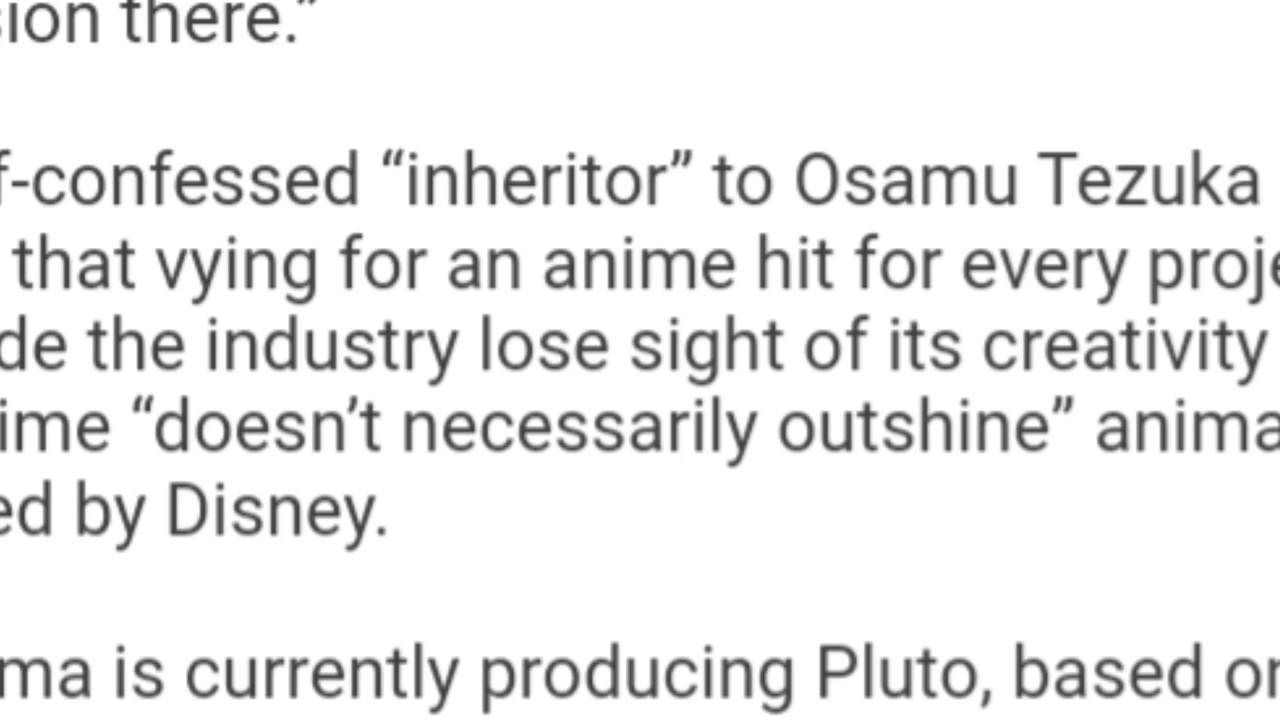 sion there.”
f-confessed “inheritor” to Osamu Tezuka
that vying for an anime hit for every proje
de the industry lose sight of its creativity
ime “doesn’t necessarily outshine” anima
ed by Disney.
ma is currently producing Pluto, based on